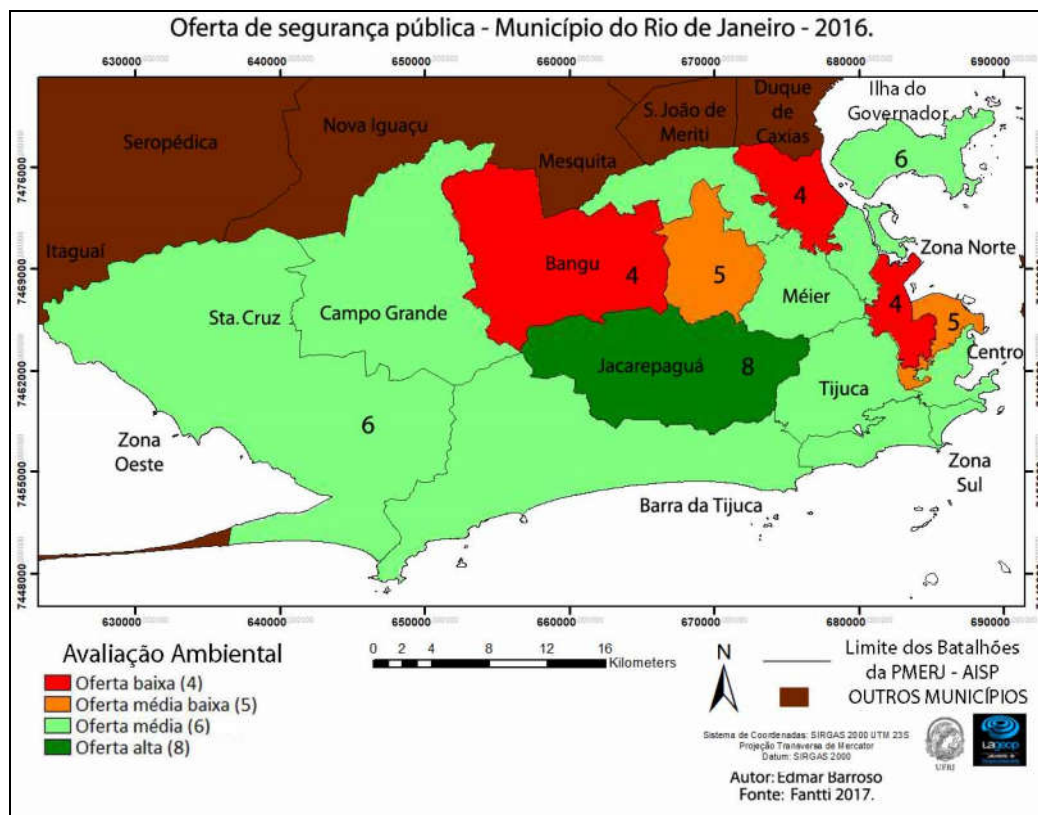 Oferta de segurança pública - Município do Rio de Janeiro - 2016.
630000 640000 650000 660000 670000 680000 690000
Duque
de
Caxias
Ilha do
Governador
S. João de
Meriti
Nova Iguaçu
Seropédica
Mesquita
7476000
6
4
Itagual
Zona Norte
7469000
Bangu
4
5
Méier
4
5
Sta. Cruz
Campo Grande
Centro
7462000
Jacarepaguá
8
Tijuca
6
Zona
Oeste
Zona
Sul
7455000
Barra da Tijuca
7448000
630000 640000 650000 660000 670000 680000 690000
Avaliação Ambiental
Oferta baixa (4)
Oferta média baixa (5)
Oferta média (6)
Oferta alta (8)
0 2 4 8 12 16
Kilometers
N
Limite dos Batalhões
da PMERJ - AISP
OUTROS MUNICÍPIOS
Sistema de Coordenadas: SIRGAS 2000 UTM 23S
Projeção Transversa de Mercator
Datum: SIRGAS 2000
UFRJ
Lageop
Autor: Edmar Barroso
Fonte: Fantti 2017.